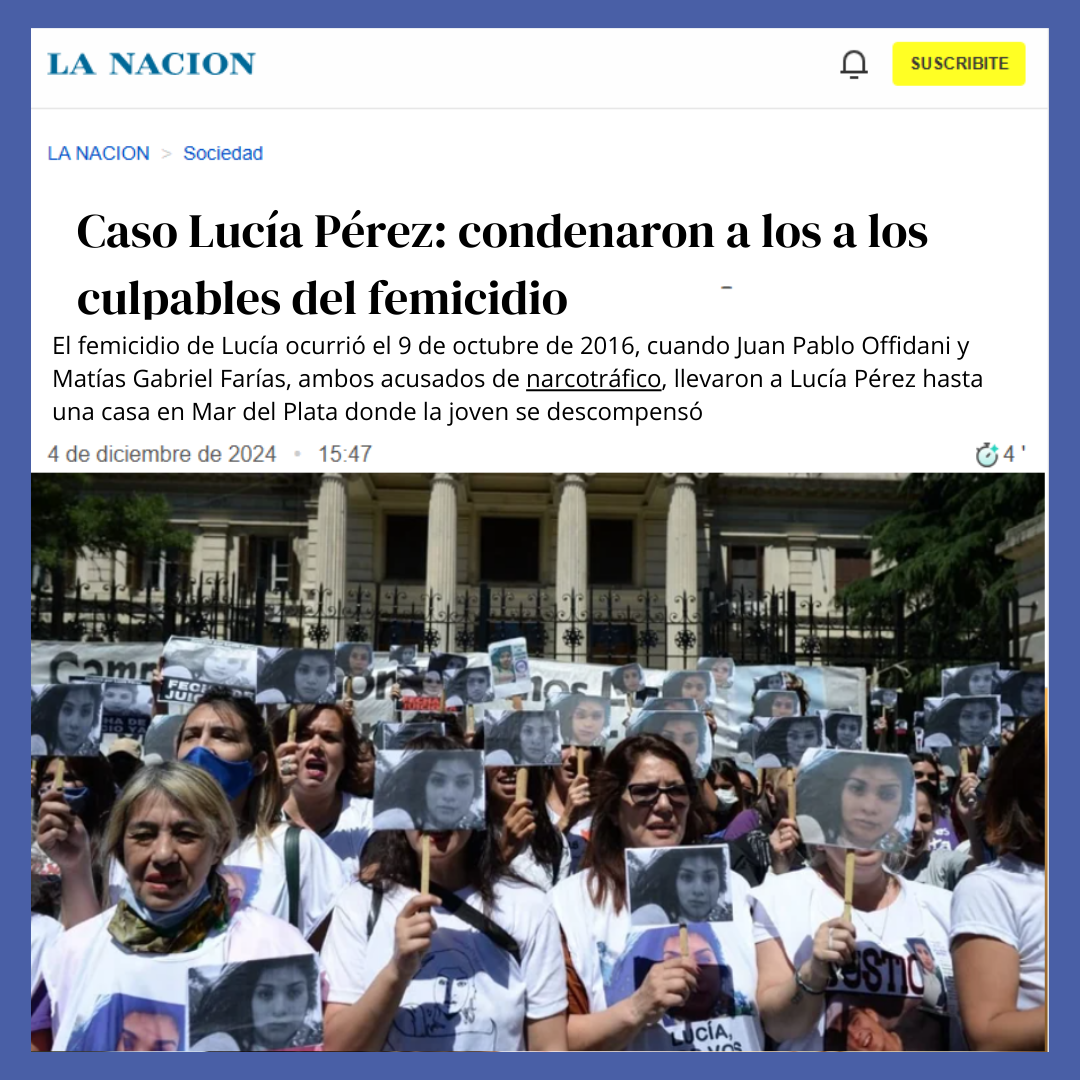 LA NACION
SUSCRIBITE
LA NACION > Sociedad
Caso Lucía Pérez: condenaron a los a los
culpables del femicidio
El femicidio de Lucía ocurrió el 9 de octubre de 2016, cuando Juan Pablo Offidani y
Matías Gabriel Farías, ambos acusados de narcotráfico, llevaron a Lucía Pérez hasta
una casa en Mar del Plata donde la joven se descompensó
4 de diciembre de 2024 • 15:47
4 '
LUCÍA,